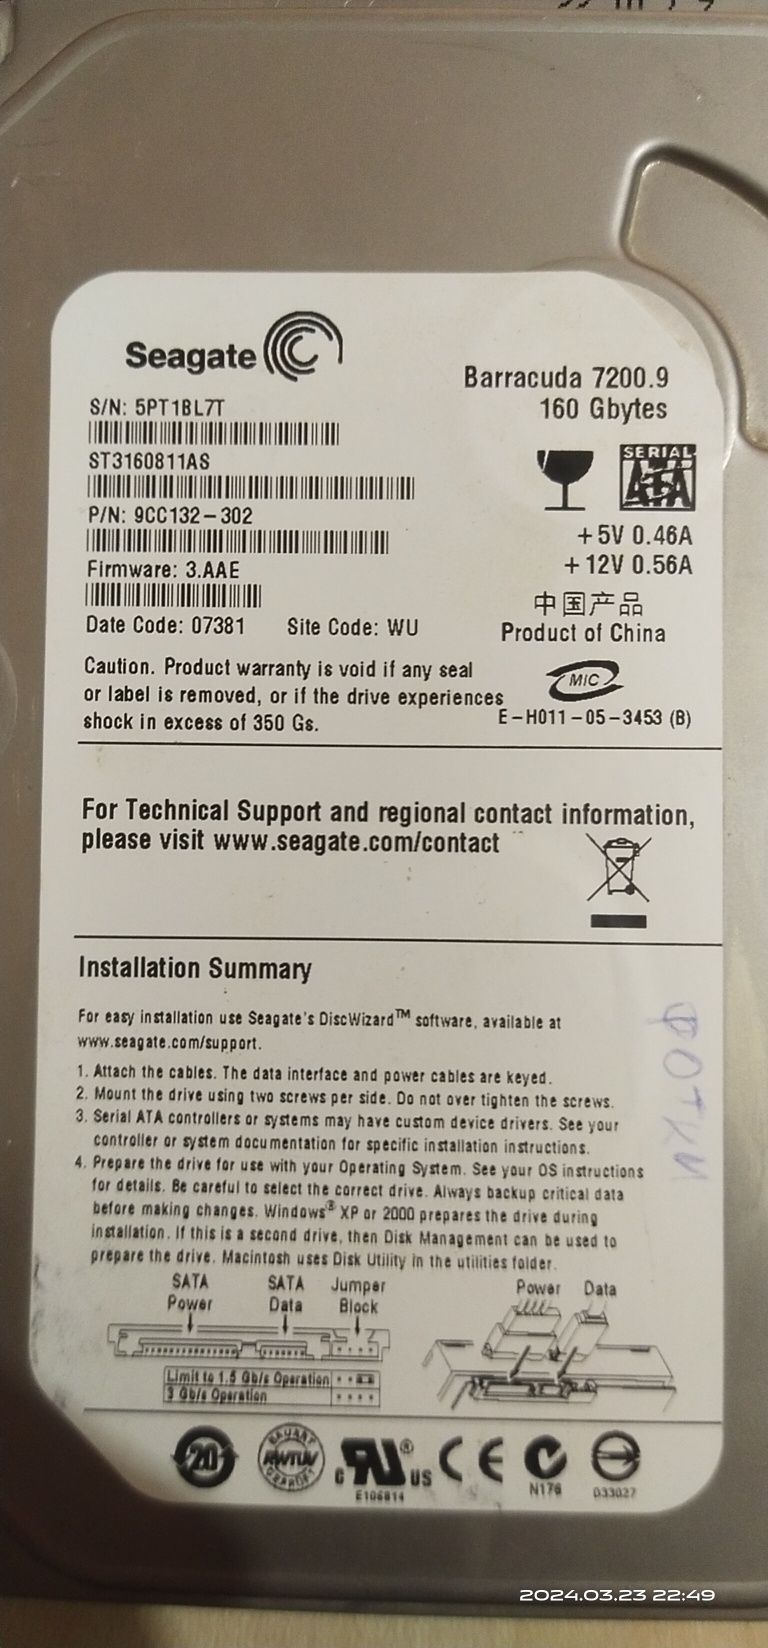 Seagate
Barracuda 7200.9
160 Gbytes
S/N: 5PT1BL7T
ST3160811AS
P/N: 9CC132-302
Firmware: 3.AAE
Date Code: 07381 Site Code: WU
SERIAL
ATA
+5V 0.46A
+12V 0.56A
中国产品
Product of China
Caution. Product warranty is void if any seal
or label is removed, or if the drive experiences
shock in excess of 350 Gs.
MIC
E-H011-05-3453 (B)
For Technical Support and regional contact information,
please visit www.seagate.com/contact
Installation Summary
For easy installation use Seagate's DiscWizard™ software, available at
www.seagate.com/support.
1. Attach the cables. The data interface and power cables are keyed.
2. Mount the drive using two screws per side. Do not over tighten the screws.
3. Serial ATA controllers or systems may have custom device drivers. See your
controller or system documentation for specific installation instructions.
4. Prepare the drive for use with your Operating System. See your OS instructions
for details. Be careful to select the correct drive. Always backup critical data
before making changes. Windows® XP or 2000 prepares the drive during
installation. If this is a second drive, then Disk Management can be used to
prepare the drive. Macintosh uses Disk Utility in the utilities folder.
фотки
SATA
Power
SATA
Data
Jumper
Block
Power Data
Limit to 1.5 Gb/s Operation
3 Gb/s Operation
20
RWTUV
c RU® US
E106814
CE
N176
D33027
2024.03.23 22:49